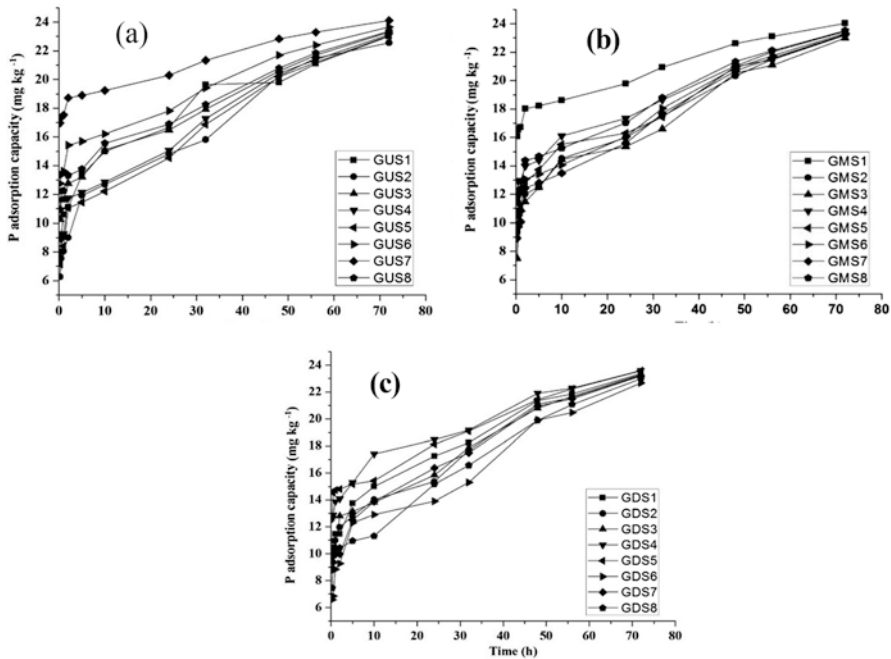 (a)
P adsorption capacity (mg kg⁻¹)
24
22
20
18
16
14
12
10
8
6
0 10 20 30 40 50 60 70 80
GUS1
GUS2
GUS3
GUS4
GUS5
GUS6
GUS7
GUS8
(b)
P adsorption capacity (mg kg⁻¹)
24
22
20
18
16
14
12
10
8
6
0 10 20 30 40 50 60 70 80
GMS1
GMS2
GMS3
GMS4
GMS5
GMS6
GMS7
GMS8
(c)
P adsorption capacity (mg kg⁻¹)
24
22
20
18
16
14
12
10
8
6
0 10 20 30 40 50 60 70 80
Time (h)
GDS1
GDS2
GDS3
GDS4
GDS5
GDS6
GDS7
GDS8